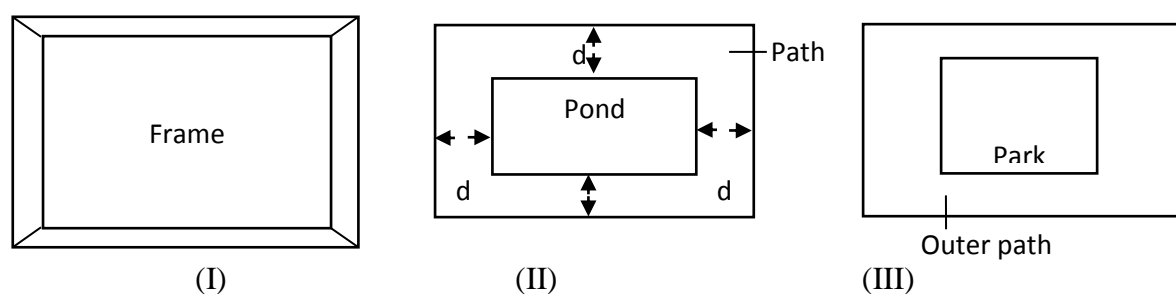 Frame
d
Path
Pond
d
d
Park
Outer path
(I)
(II)
(III)